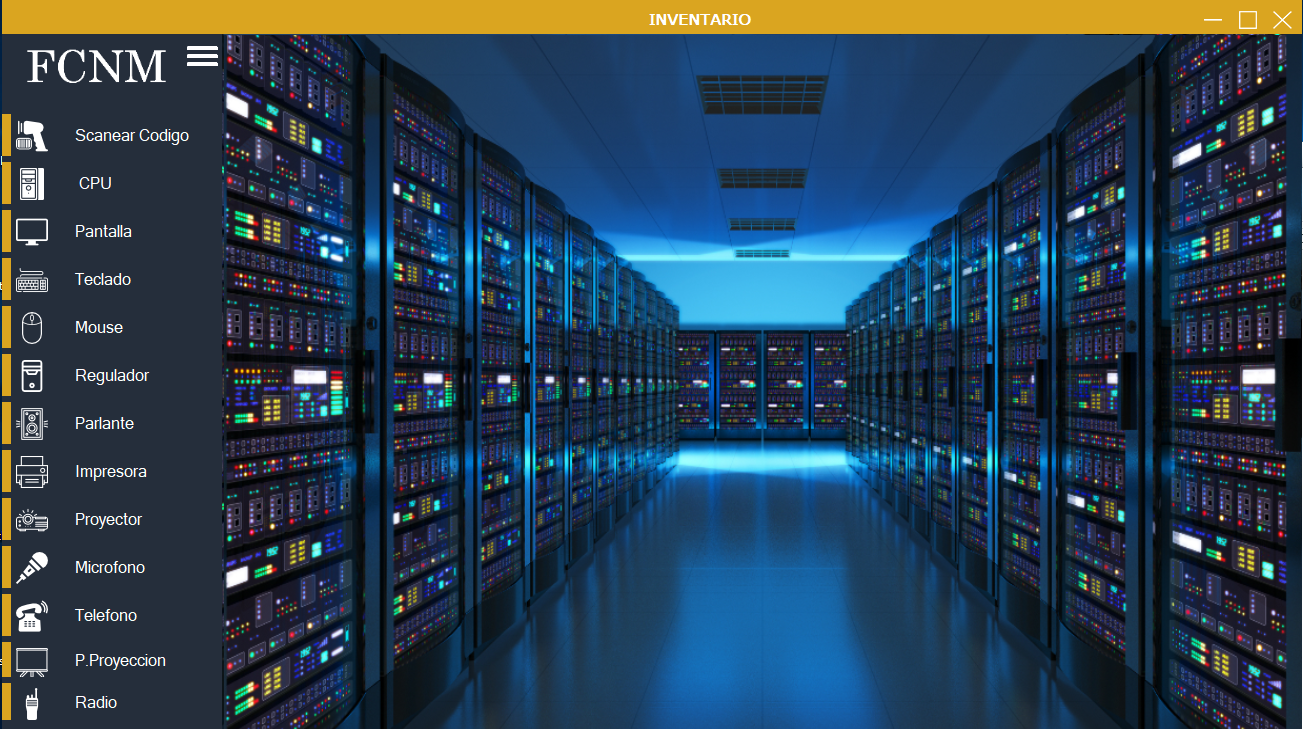 INVENTARIO
FCNM
Scanear Codigo
CPU
Pantalla
Teclado
Mouse
Regulador
Parlante
Impresora
Proyector
Microfono
Telefono
P.Proyeccion
Radio